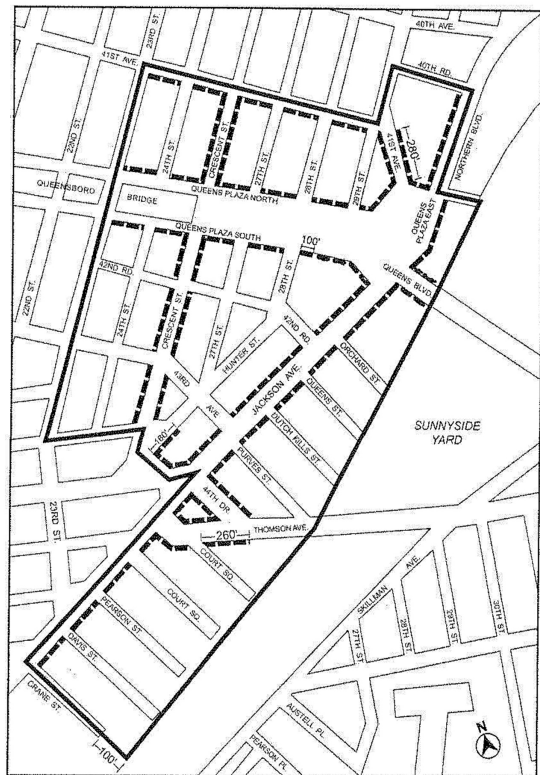 40TH AVE.
23RD ST.
41ST AVE.
40TH RD.
22ND ST.
24TH ST.
CRESCENT ST.
27TH ST.
28TH ST.
29TH ST.
41ST AVE.
280'
NORTHERN BLVD.
QUEENSBORO
BRIDGE
QUEENS PLAZA NORTH
QUEENS
PLAZA EAST
QUEENS PLAZA SOUTH
100'
42ND RD.
28TH ST.
QUEENS BLVD.
22ND ST.
24TH ST.
CRESCENT ST.
27TH ST.
HUNTER ST.
42ND RD
ORCHARD ST.
43RD
AVE
JACKSON AVE.
QUEENS ST.
DUTCH KILLS ST.
SUNNYSIDE
YARD
160'
PURVES ST.
23RD ST.
44TH DR.
260'
THOMSON AVE.
COURT SQ.
COURT SQ.
SKILLMAN AVE.
27TH ST.
28TH ST.
29TH ST.
30TH ST.
PEARSON ST.
DAVIS ST.
CRANE ST.
100'
AUSTELL PL.
PEARSON PL.
N